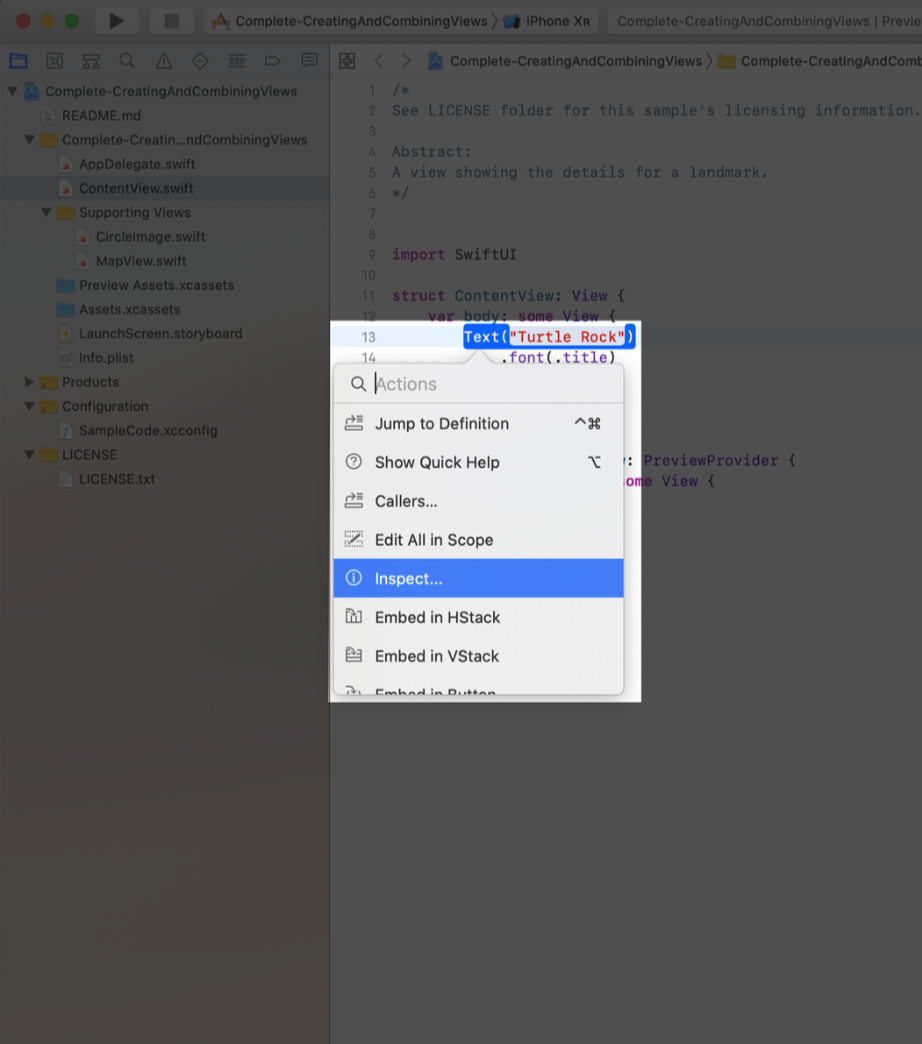 Complete-CreatingAndCombiningViews 〉 iPhone XR
Complete-CreatingAndCombiningViews | Previe
Complete-CreatingAndCombiningViews 〉 Complete-CreatingAndComb
Complete-CreatingAndCombiningViews
README.md
Complete-Creatin...ndCombiningViews
AppDelegate.swift
ContentView.swift
Supporting Views
CircleImage.swift
MapView.swift
Preview Assets.xcassets
Assets.xcassets
LaunchScreen.storyboard
Info.plist
Products
Configuration
SampleCode.xcconfig
LICENSE
LICENSE.txt
1 /*
2 See LICENSE folder for this sample's licensing information.
3
4 Abstract:
5 A view showing the details for a landmark.
6 */
7
8
9 import SwiftUI
10
11 struct ContentView: View {
12 var body: some View {
13 Text("Turtle Rock")
14 .font(.title)
: PreviewProvider {
ome View {
Actions
Jump to Definition ^⌘
Show Quick Help ⌥
Callers...
Edit All in Scope
Inspect...
Embed in HStack
Embed in VStack
Embed in Button